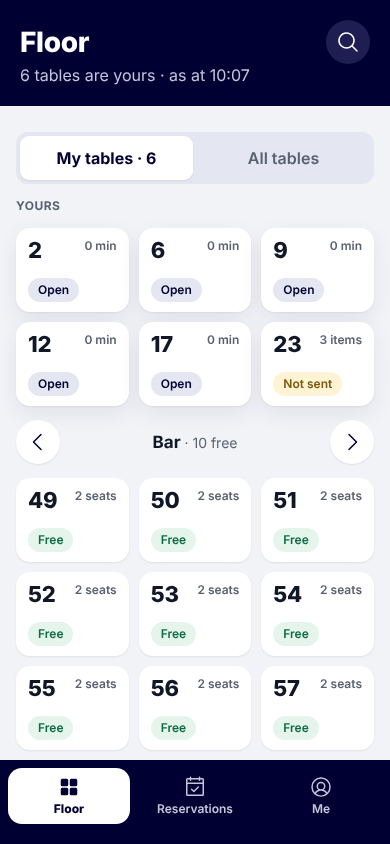 Floor
6 tables are yours · as at 10:07
My tables · 6
All tables
YOURS
2 0 min
Open
6 0 min
Open
9 0 min
Open
12 0 min
Open
17 0 min
Open
23 3 items
Not sent
Bar · 10 free
49 2 seats
Free
50 2 seats
Free
51 2 seats
Free
52 2 seats
Free
53 2 seats
Free
54 2 seats
Free
55 2 seats
Free
56 2 seats
Free
57 2 seats
Free
Floor
Reservations
Me